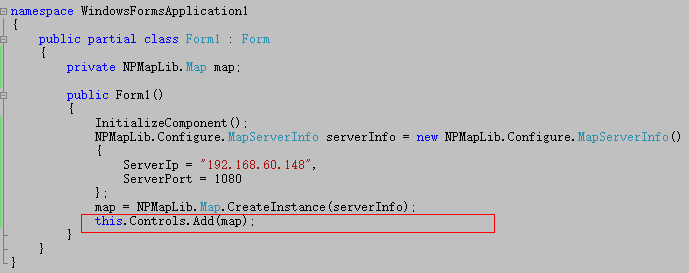 namespace WindowsFormsApplication1
{
    public partial class Form1 : Form
    {
        private NPMapLib.Map map;

        public Form1()
        {
            InitializeComponent();
            NPMapLib.Configure.MapServerInfo serverInfo = new NPMapLib.Configure.MapServerInfo()
            {
                ServerIp = "192.168.60.148",
                ServerPort = 1080
            };
            map = NPMapLib.Map.CreateInstance(serverInfo);
            this.Controls.Add(map);
        }
    }
}